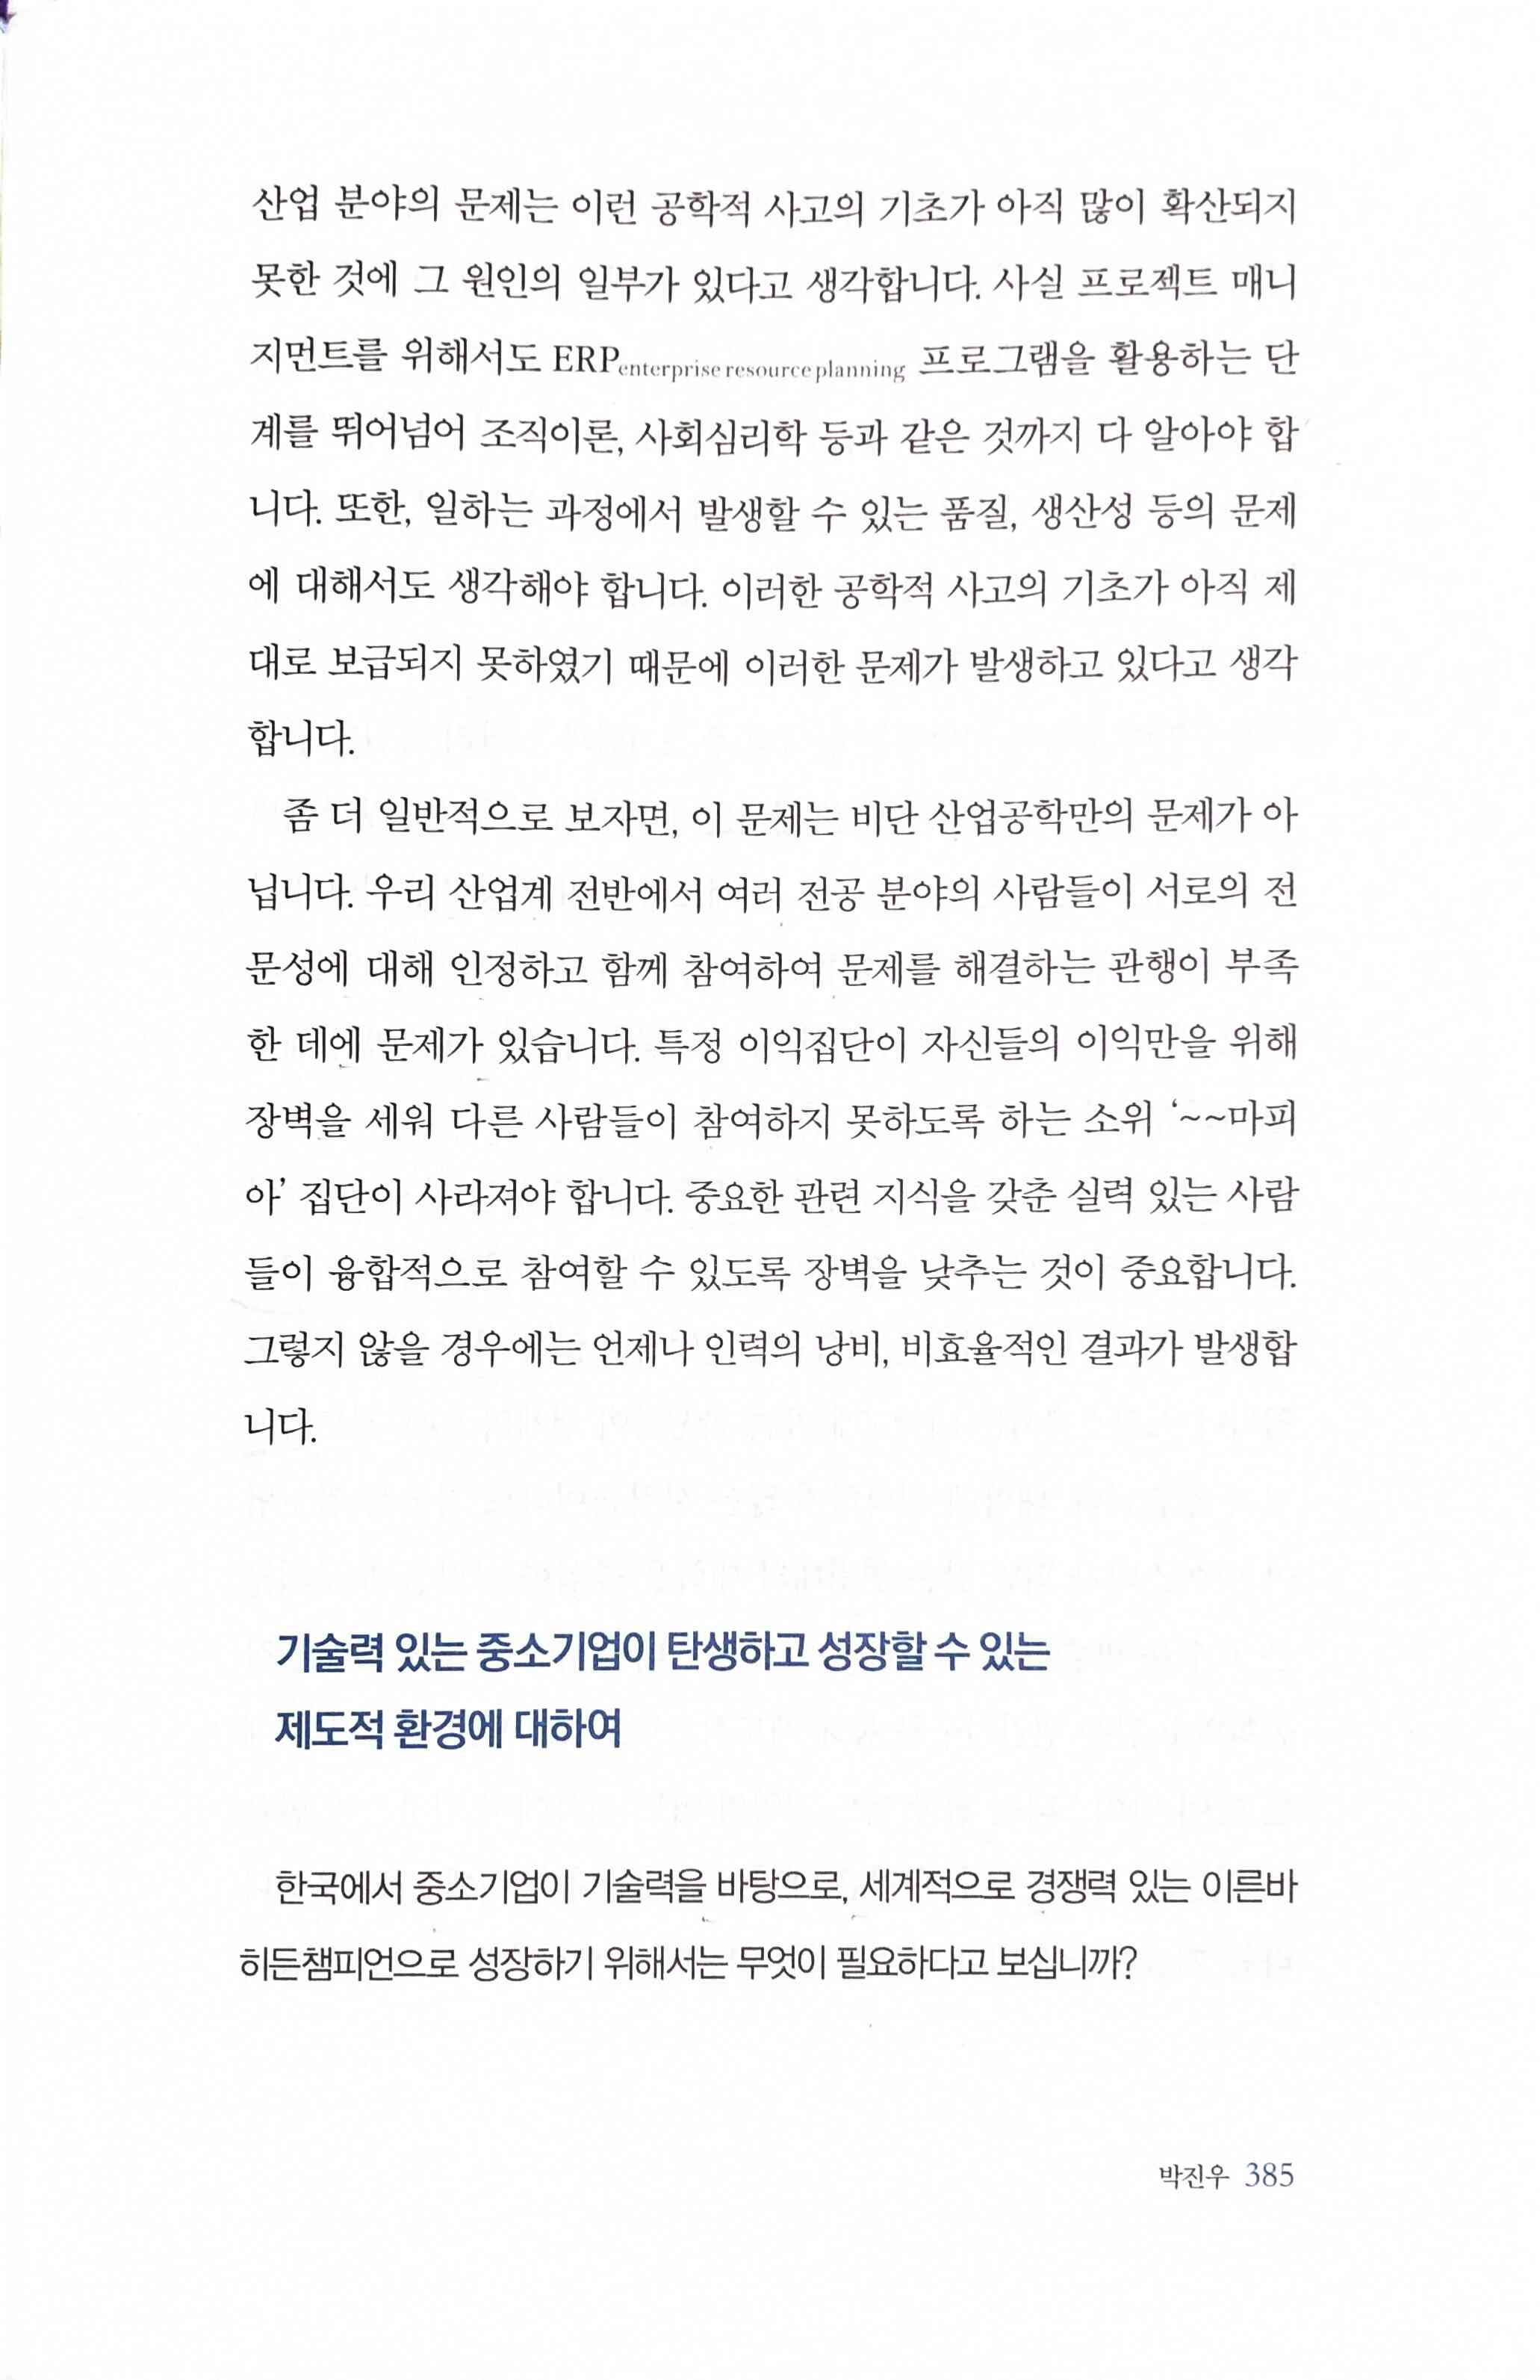 산업 분야의 문제는 이런 공학적 사고의 기초가 아직 많이 확산되지
못한 것에 그 원인의 일부가 있다고 생각합니다. 사실 프로젝트 매니
지먼트를 위해서도 ERP enterprise resource planning 프로그램을 활용하는 단
계를 뛰어넘어 조직이론, 사회심리학 등과 같은 것까지 다 알아야 합
니다. 또한, 일하는 과정에서 발생할 수 있는 품질, 생산성 등의 문제
에 대해서도 생각해야 합니다. 이러한 공학적 사고의 기초가 아직 제
대로 보급되지 못하였기 때문에 이러한 문제가 발생하고 있다고 생각
합니다.
좀 더 일반적으로 보자면, 이 문제는 비단 산업공학만의 문제가 아
닙니다. 우리 산업계 전반에서 여러 전공 분야의 사람들이 서로의 전
문성에 대해 인정하고 함께 참여하여 문제를 해결하는 관행이 부족
한 데에 문제가 있습니다. 특정 이익집단이 자신들의 이익만을 위해
장벽을 세워 다른 사람들이 참여하지 못하도록 하는 소위 ‘~~마피
아’ 집단이 사라져야 합니다. 중요한 관련 지식을 갖춘 실력 있는 사람
들이 융합적으로 참여할 수 있도록 장벽을 낮추는 것이 중요합니다.
그렇지 않을 경우에는 언제나 인력의 낭비, 비효율적인 결과가 발생합
니다.
기술력 있는 중소기업이 탄생하고 성장할 수 있는
제도적 환경에 대하여
한국에서 중소기업이 기술력을 바탕으로, 세계적으로 경쟁력 있는 이른바
히든챔피언으로 성장하기 위해서는 무엇이 필요하다고 보십니까?
박진우 385